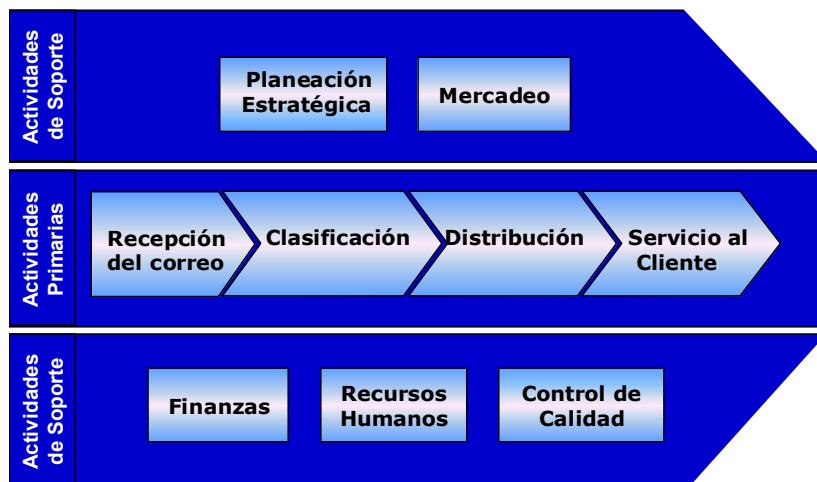 Actividades
de Soporte
Planeación
Estratégica
Mercadeo
Actividades
Primarias
Recepción
del correo
Clasificación
Distribución
Servicio al
Cliente
Actividades
de Soporte
Finanzas
Recursos
Humanos
Control de
Calidad